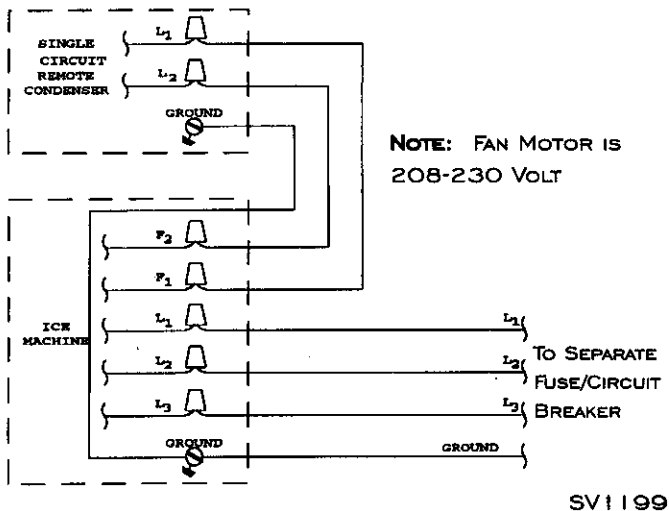 L1
SINGLE
CIRCUIT
REMOTE
CONDENSER
L2
GROUND
NOTE: FAN MOTOR IS
208-230 VOLT
F2
F1
ICE
MACHINE
L1
L1
L2
L2
TO SEPARATE
FUSE/CIRCUIT
BREAKER
L3
L3
GROUND
GROUND
SV1199